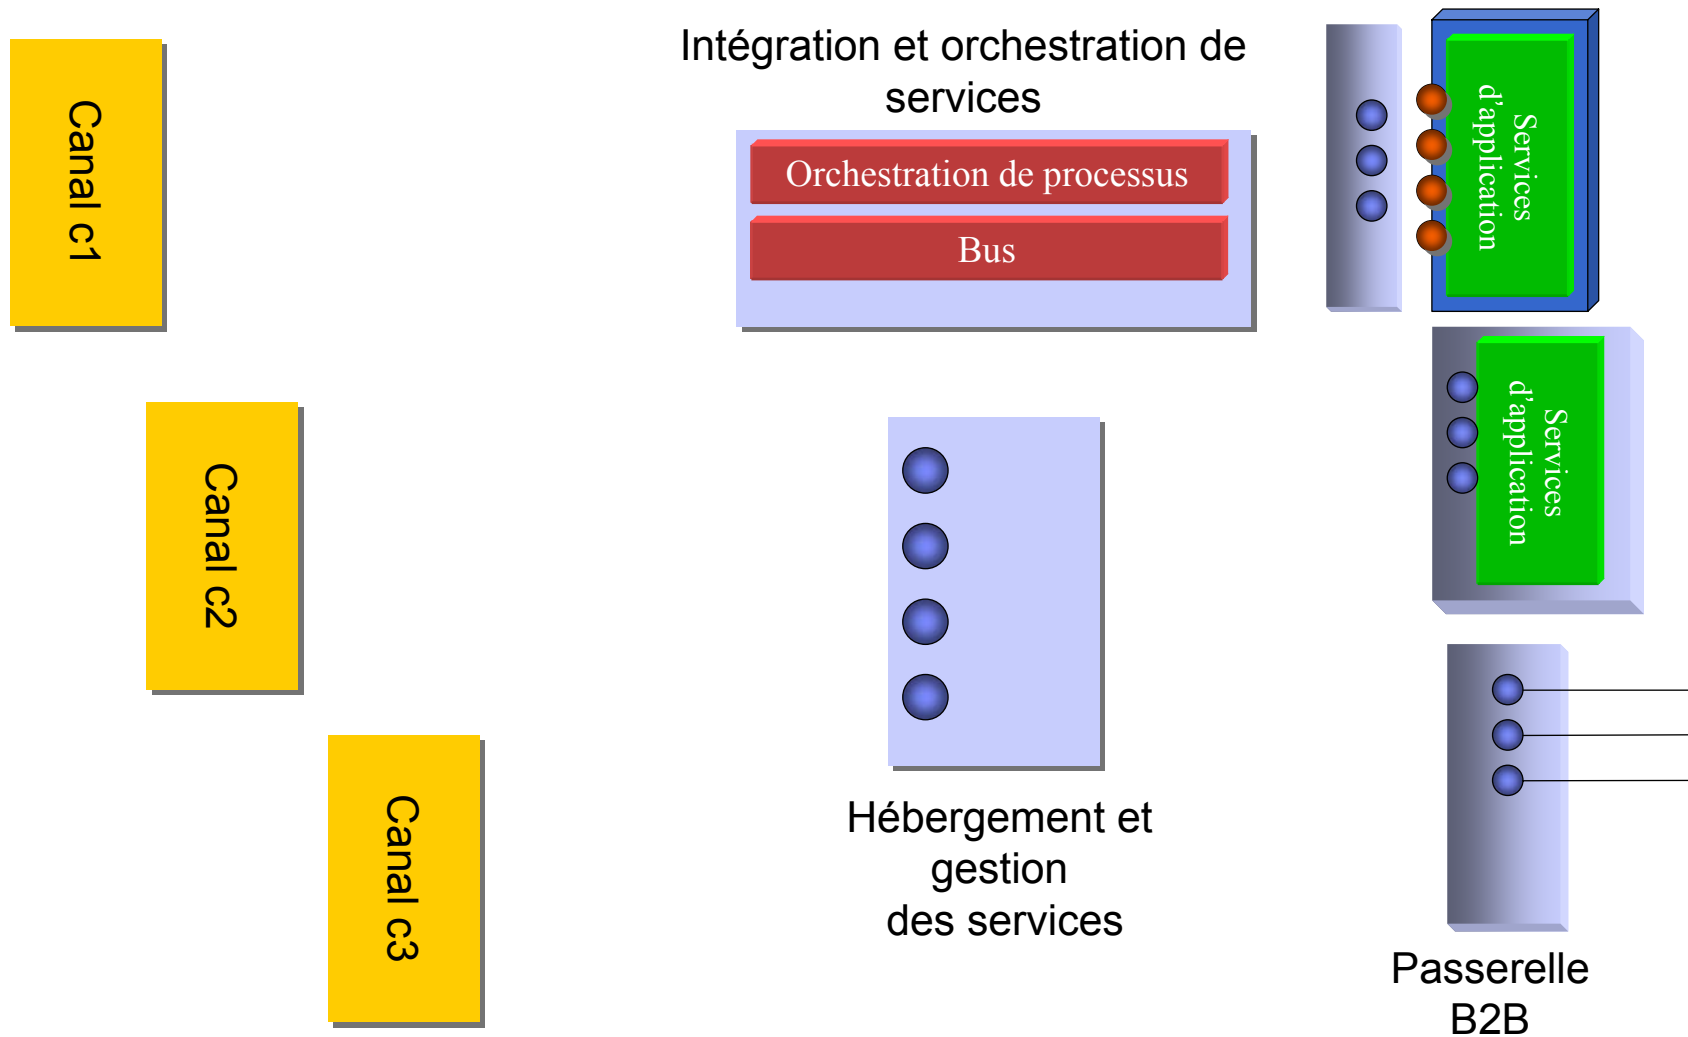 Canal c1
Canal c2
Canal c3
Intégration et orchestration de
services
Orchestration de processus
Bus
Hébergement et
gestion
des services
Services
d'application
Services
d'application
Passerelle
B2B